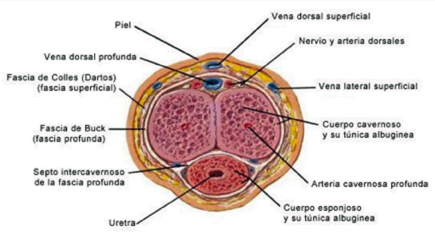 Vena dorsal superficial
Piel
Nervio y arteria dorsales
Vena dorsal profunda
Fascia de Colles (Dartos)
(fascia superficial)
Vena lateral superficial
Fascia de Buck
(fascia profunda)
Cuerpo cavernoso
y su túnica albuginea
Septo intercavernoso
de la fascia profunda
Arteria cavernosa profunda
Cuerpo esponjoso
y su túnica albuginea
Uretra